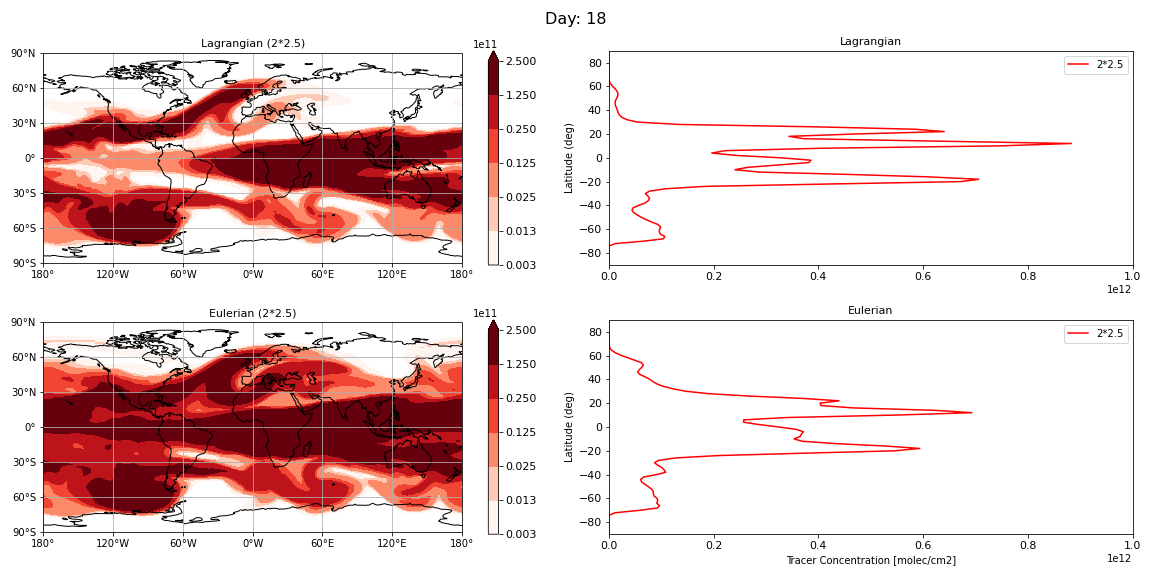 Day: 18
Lagrangian (2*2.5)
1e11
90°N
60°N
30°N
0°
30°S
60°S
90°S
180° 120°W 60°W 0°W 60°E 120°E 180°
2.500
1.250
0.250
0.125
0.025
0.013
0.003
Lagrangian
2*2.5
Latitude (deg)
80
60
40
20
0
−20
−40
−60
−80
0.0 0.2 0.4 0.6 0.8 1.0
1e12
Eulerian (2*2.5)
1e11
90°N
60°N
30°N
0°
30°S
60°S
90°S
180° 120°W 60°W 0°W 60°E 120°E 180°
2.500
1.250
0.250
0.125
0.025
0.013
0.003
Eulerian
2*2.5
Latitude (deg)
80
60
40
20
0
−20
−40
−60
−80
0.0 0.2 0.4 0.6 0.8 1.0
Tracer Concentration [molec/cm2]
1e12